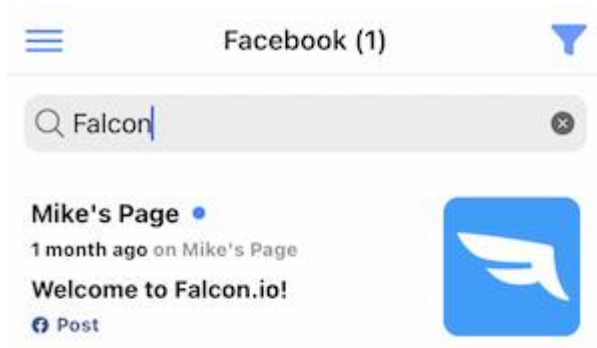 Facebook (1)
Falcon
Mike's Page
1 month ago on Mike's Page
Welcome to Falcon.io!
Post